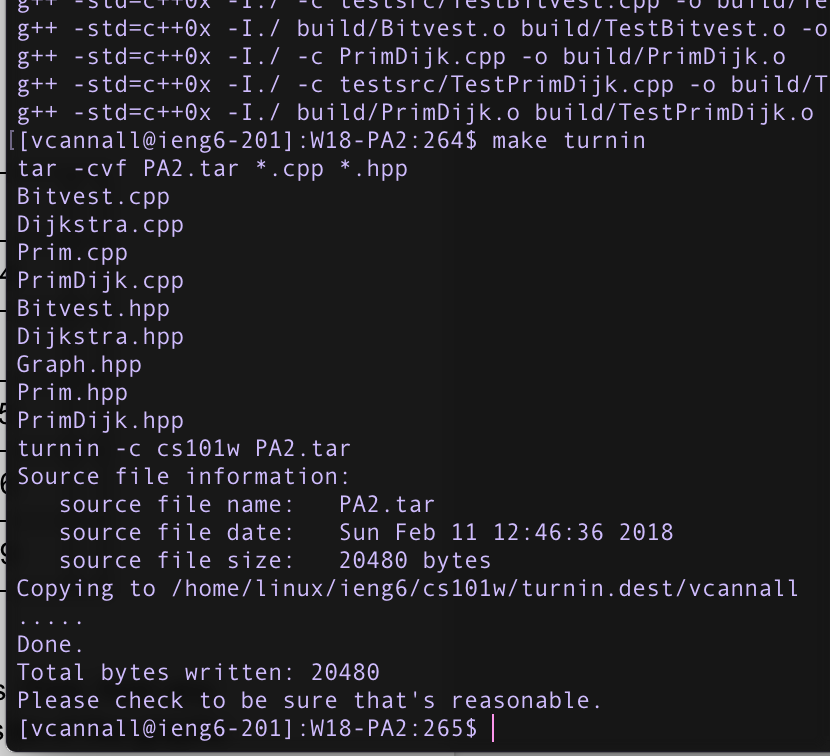 g++ -std=c++0x -I./ -c testsrc/TestBitvest.cpp -o build/Te
g++ -std=c++0x -I./ build/Bitvest.o build/TestBitvest.o -o
g++ -std=c++0x -I./ -c PrimDijk.cpp -o build/PrimDijk.o
g++ -std=c++0x -I./ -c testsrc/TestPrimDijk.cpp -o build/T
g++ -std=c++0x -I./ build/PrimDijk.o build/TestPrimDijk.o
[[vcannall@ieng6-201]:W18-PA2:264$ make turnin
tar -cvf PA2.tar *.cpp *.hpp
Bitvest.cpp
Dijkstra.cpp
Prim.cpp
PrimDijk.cpp
Bitvest.hpp
Dijkstra.hpp
Graph.hpp
Prim.hpp
PrimDijk.hpp
turnin -c cs101w PA2.tar
Source file information:
   source file name:   PA2.tar
   source file date:   Sun Feb 11 12:46:36 2018
   source file size:   20480 bytes
Copying to /home/linux/ieng6/cs101w/turnin.dest/vcannall
.....
Done.
Total bytes written: 20480
Please check to be sure that's reasonable.
[vcannall@ieng6-201]:W18-PA2:265$